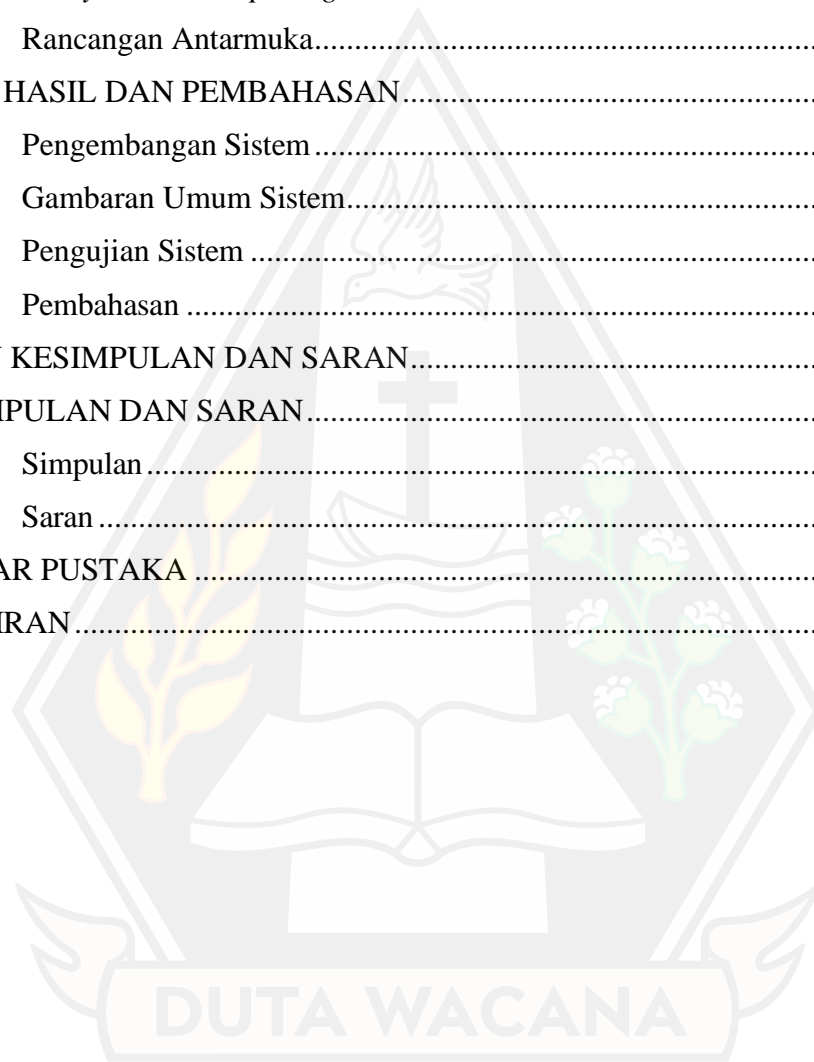 Rancangan Antarmuka
HASIL DAN PEMBAHASAN
Pengembangan Sistem
Gambaran Umum Sistem
Pengujian Sistem
Pembahasan
KESIMPULAN DAN SARAN
IPULAN DAN SARAN
Simpulan
Saran
AR PUSTAKA
IRAN
DUTA WACANA